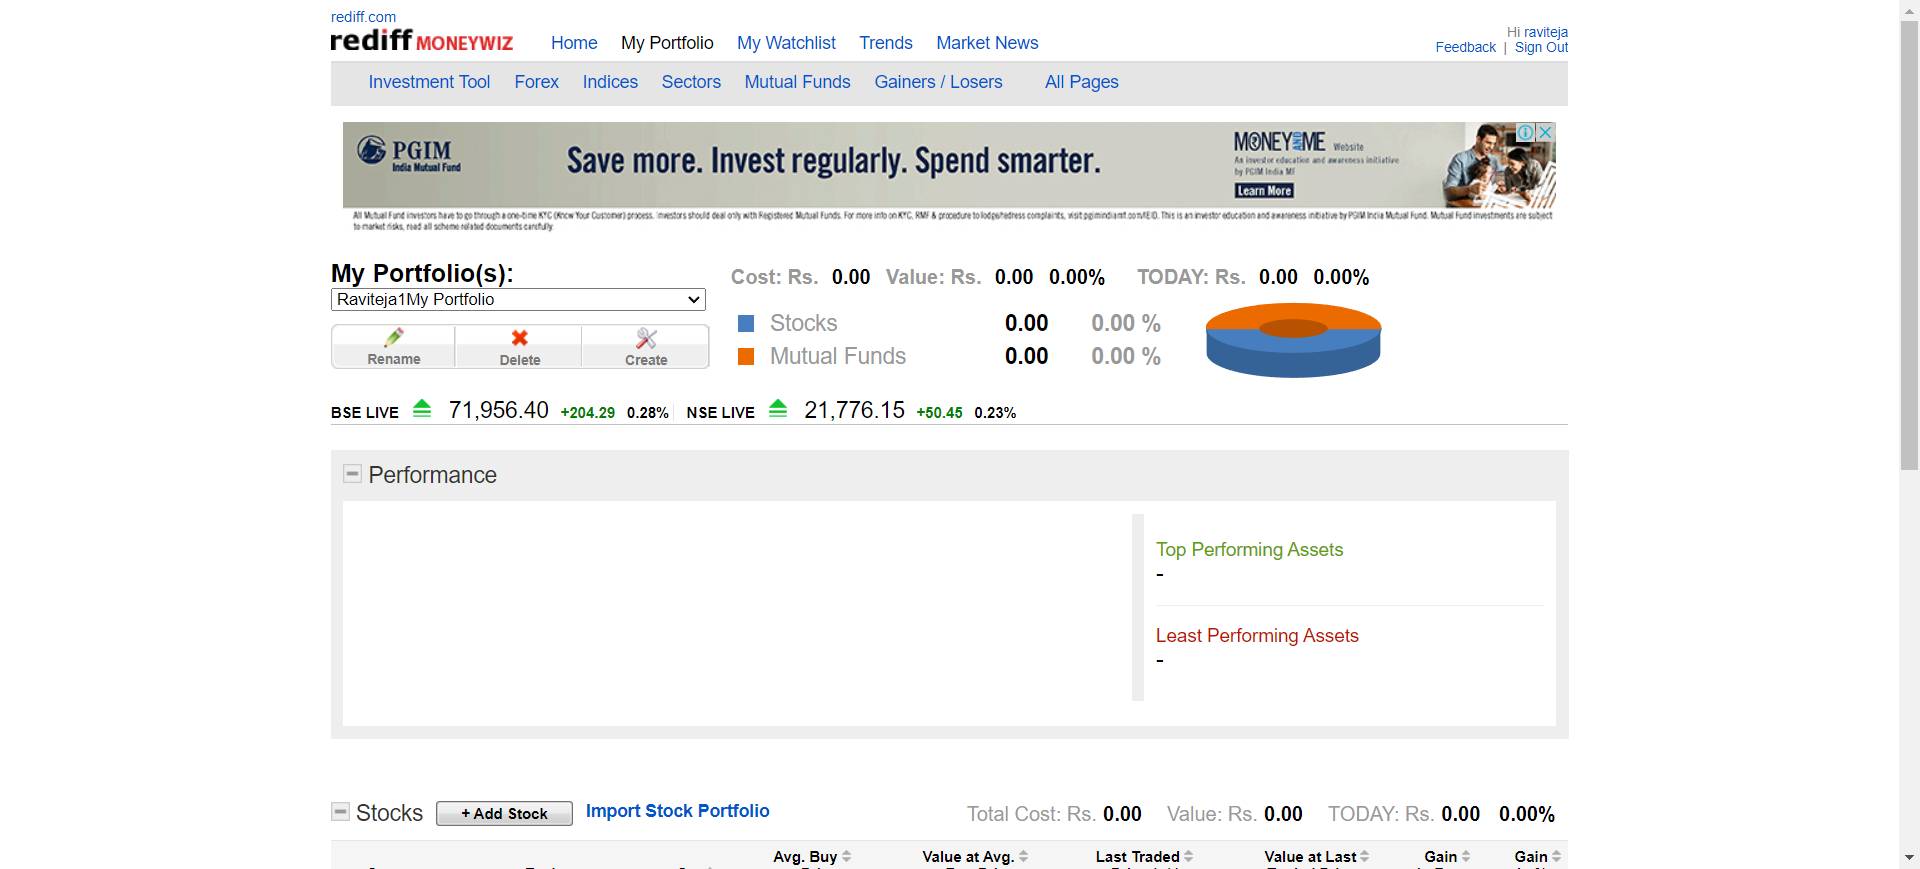 rediff.com
rediff MONEYWIZ
Home My Portfolio My Watchlist Trends Market News
Hi raviteja
Feedback | Sign Out
Investment Tool Forex Indices Sectors Mutual Funds Gainers / Losers All Pages
PGIM
India Mutual Fund
Save more. Invest regularly. Spend smarter.
MONEY AND ME Website
An investor education and awareness initiative
by PGIM India MF
Learn More
All Mutual Fund investors have to go through a one-time KYC (Know Your Customer) process. Investors should deal only with Registered Mutual Funds. For more info on KYC, RMF & procedure to lodge/redress complaints, visit pgimindiamf.com/IEID. This is an investor education and awareness initiative by PGIM India Mutual Fund. Mutual Fund investments are subject
to market risks, read all scheme related documents carefully.
My Portfolio(s):
Cost: Rs. 0.00 Value: Rs. 0.00 0.00% TODAY: Rs. 0.00 0.00%
Raviteja1My Portfolio
Stocks 0.00 0.00 %
Mutual Funds 0.00 0.00 %
Rename Delete Create
BSE LIVE 71,956.40 +204.29 0.28% NSE LIVE 21,776.15 +50.45 0.23%
Performance
Top Performing Assets
-
Least Performing Assets
-
Stocks + Add Stock Import Stock Portfolio Total Cost: Rs. 0.00 Value: Rs. 0.00 TODAY: Rs. 0.00 0.00%
Avg. Buy Value at Avg. Last Traded Value at Last Gain Gain